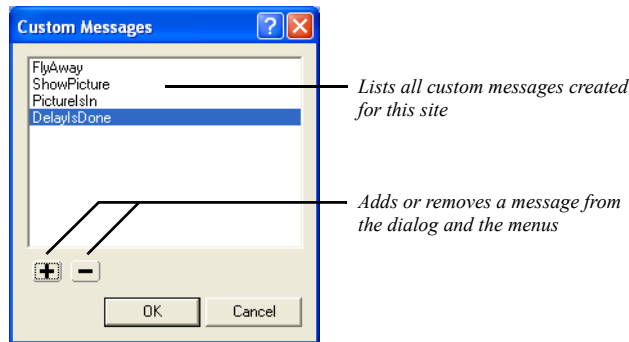 Custom Messages
FlyAway
ShowPicture
PictureIsIn
DelayIsDone
Lists all custom messages created
for this site
Adds or removes a message from
the dialog and the menus
OK
Cancel